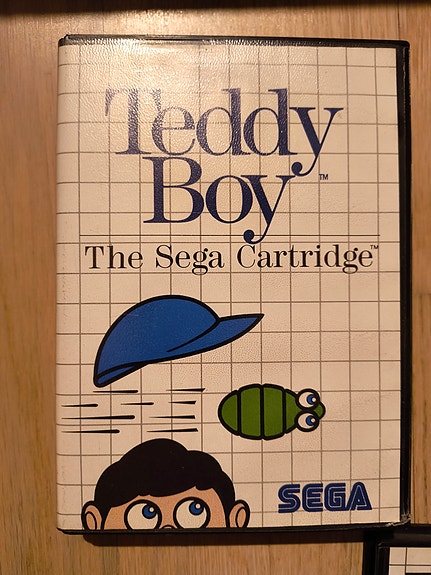 Teddy
Boy™
The Sega Cartridge™
SEGA